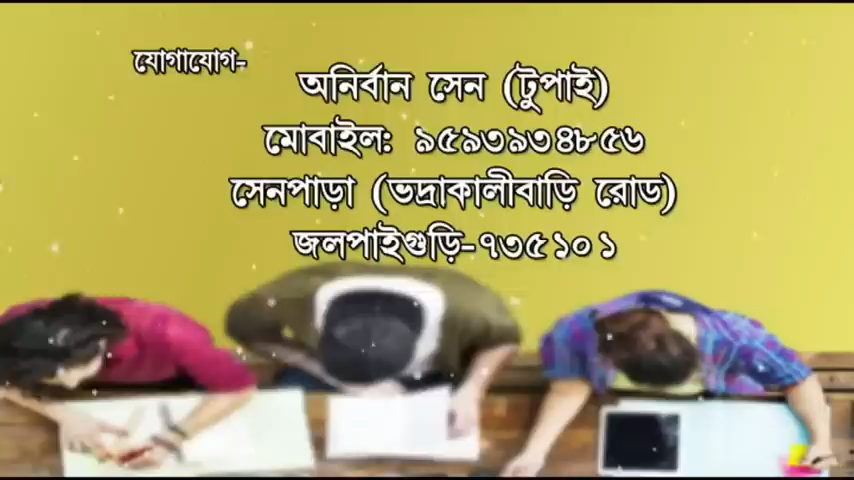 যোগাযোগ-
অনির্বান সেন (টুপাই)
মোবাইল: ৯৫৯৩৯৩৪৮৫৬
সেনপাড়া (ভদ্রাকালীবাড়ি রোড)
জলপাইগুড়ি-৭৩৫১০১